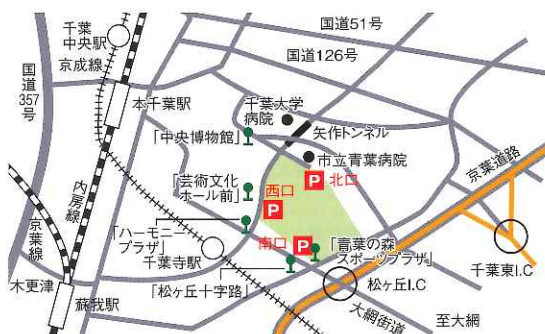 国道51号
千葉
中央駅
国道126号
京成線
国道
357
号
本千葉駅
千葉大学
病院
矢作トンネル
「中央博物館」
市立青葉病院
P
北口
京葉道路
「芸術文化
ホール前」
西口
P
内房線
京葉線
「ハーモニー
プラザ」
南口
P
「青葉の森
スポーツプラザ」
千葉寺駅
千葉東I.C
木更津
蘇我駅
「松ヶ丘十字路」
松ヶ丘I.C
大網街道
至大網